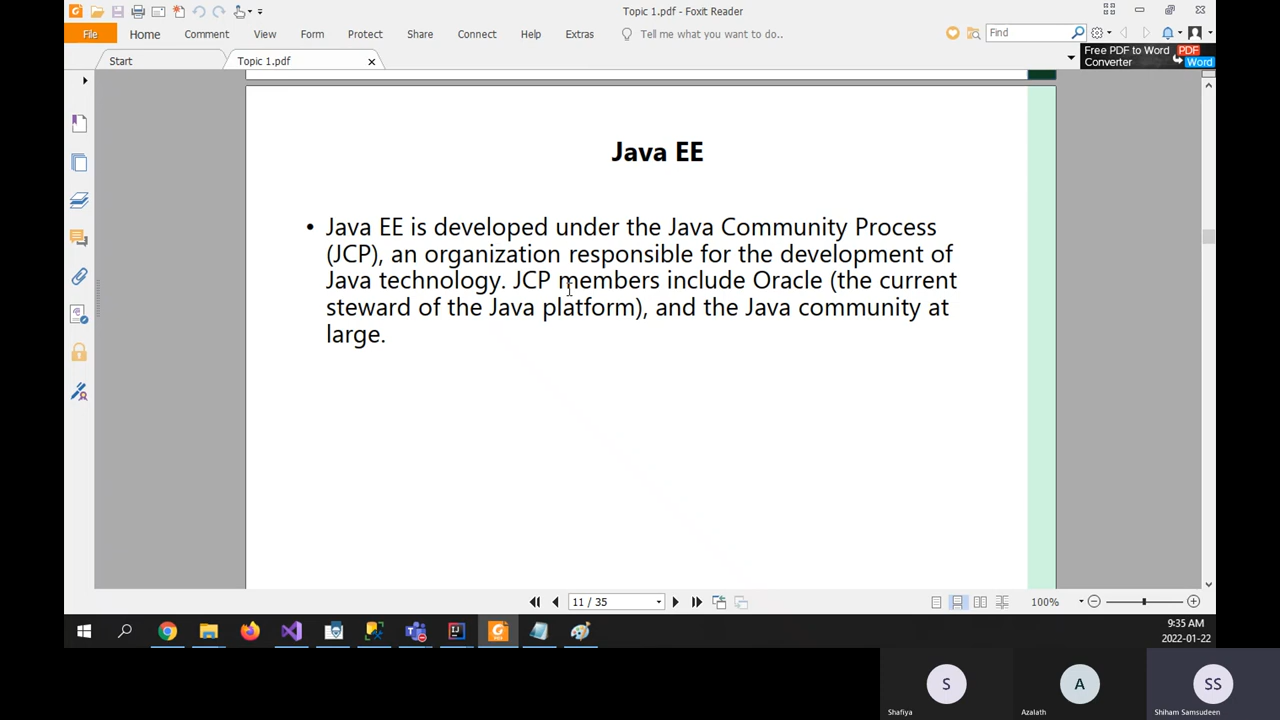 Topic 1.pdf - Foxit Reader
File Home Comment View Form Protect Share Connect Help Extras Tell me what you want to do.. Find
Start Topic 1.pdf
Free PDF to Word PDF
Converter Word
Java EE
• Java EE is developed under the Java Community Process
(JCP), an organization responsible for the development of
Java technology. JCP members include Oracle (the current
steward of the Java platform), and the Java community at
large.
11 / 35 100%
9:35 AM
2022-01-22
S A SS
Shafiya Azalath Shiham Samsudeen